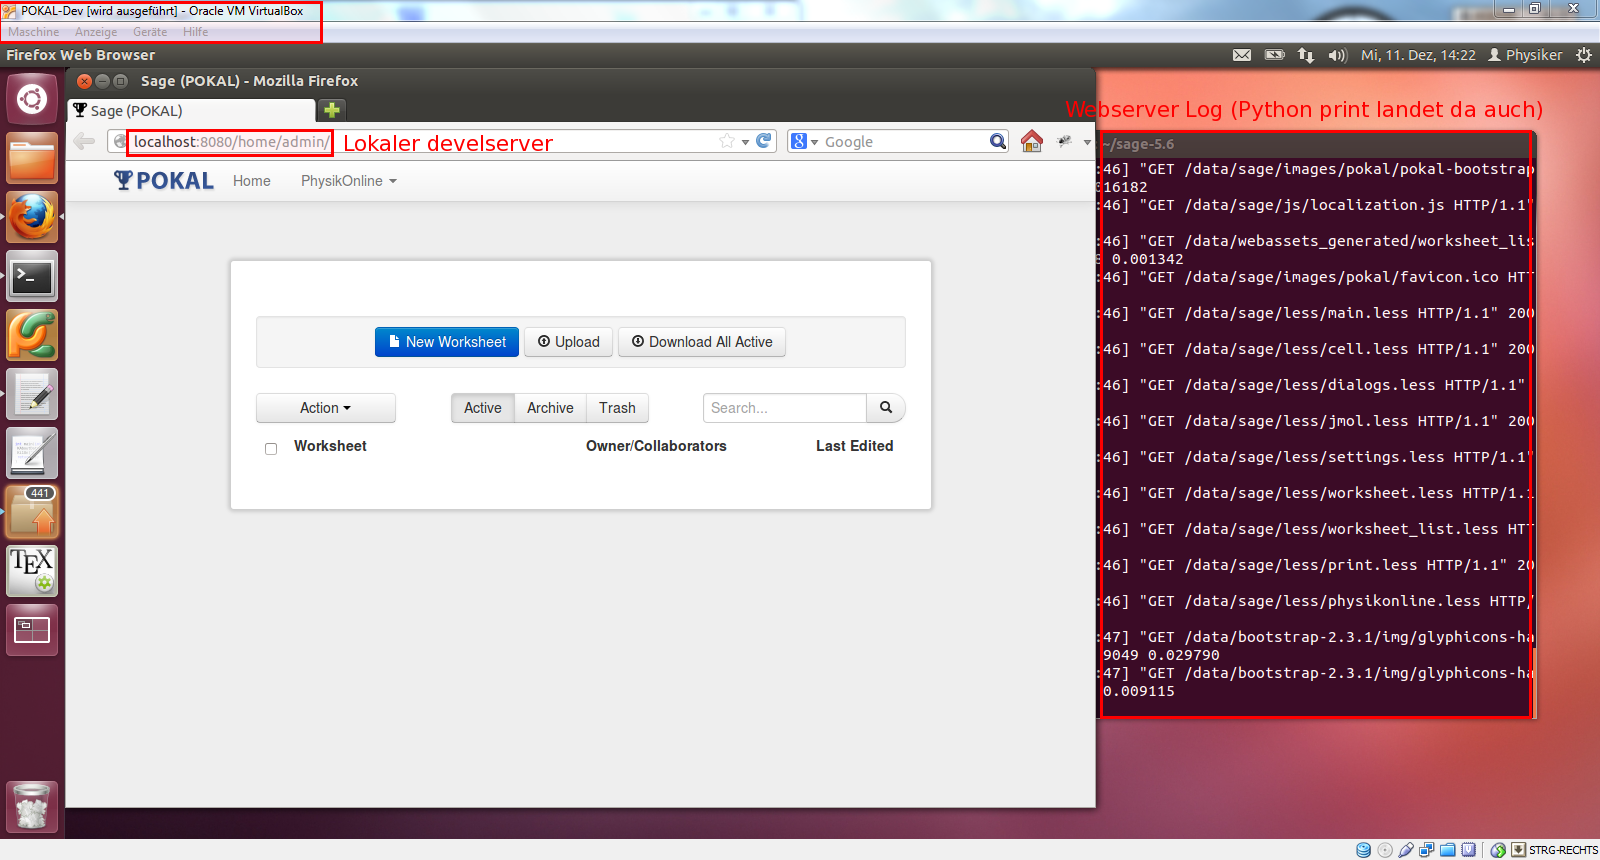 POKAL-Dev [wird ausgeführt] - Oracle VM VirtualBox
Maschine Anzeige Geräte Hilfe
Firefox Web Browser
Mi, 11. Dez, 14:22 Physiker
Sage (POKAL) - Mozilla Firefox
Sage (POKAL)
localhost:8080/home/admin/
Lokaler develserver
Google
POKAL Home PhysikOnline
New Worksheet Upload Download All Active
Action Active Archive Trash Search...
Worksheet Owner/Collaborators Last Edited
Webserver Log (Python print landet da auch)
~/sage-5.6
:46] "GET /data/sage/images/pokal/pokal-bootstrap
016182
:46] "GET /data/sage/js/localization.js HTTP/1.1"
:46] "GET /data/webassets_generated/worksheet_lis
8 0.001342
:46] "GET /data/sage/images/pokal/favicon.ico HTT
:46] "GET /data/sage/less/main.less HTTP/1.1" 200
:46] "GET /data/sage/less/cell.less HTTP/1.1" 200
:46] "GET /data/sage/less/dialogs.less HTTP/1.1"
:46] "GET /data/sage/less/jmol.less HTTP/1.1" 200
:46] "GET /data/sage/less/settings.less HTTP/1.1"
:46] "GET /data/sage/less/worksheet.less HTTP/1.1
:46] "GET /data/sage/less/worksheet_list.less HTT
:46] "GET /data/sage/less/print.less HTTP/1.1" 20
:46] "GET /data/sage/less/physikonline.less HTTP/
:47] "GET /data/bootstrap-2.3.1/img/glyphicons-ha
9049 0.029790
:47] "GET /data/bootstrap-2.3.1/img/glyphicons-ha
0.009115
441
TEX
STRG-RECHTS